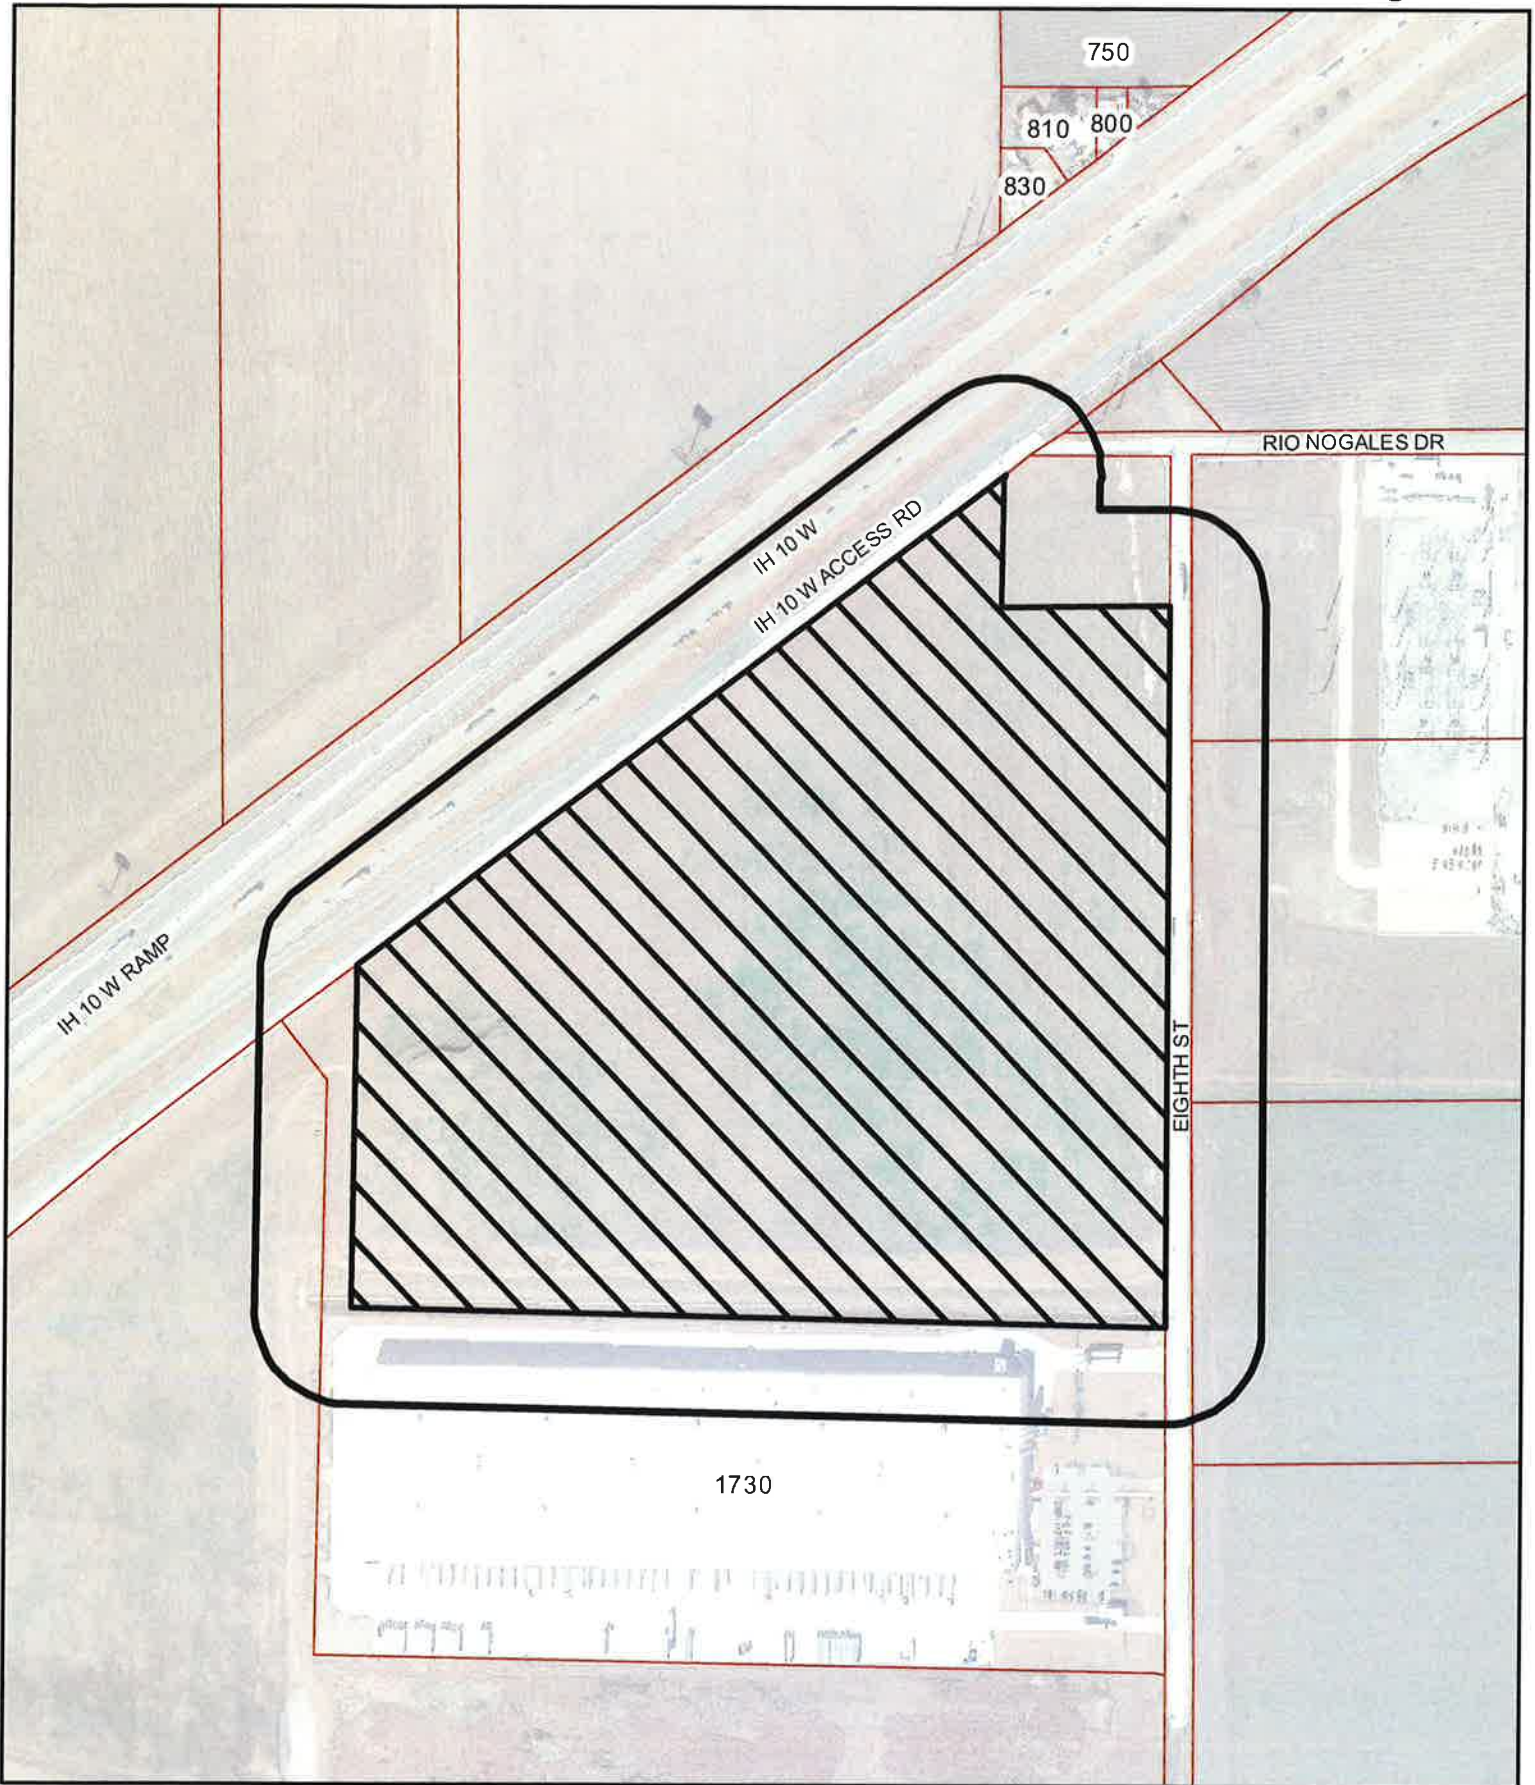 750
810
800
830
RIO NOGALES DR
IH 10 W
IH 10 W ACCESS RD
IH 10 W RAMP
EIGHTH ST
1730